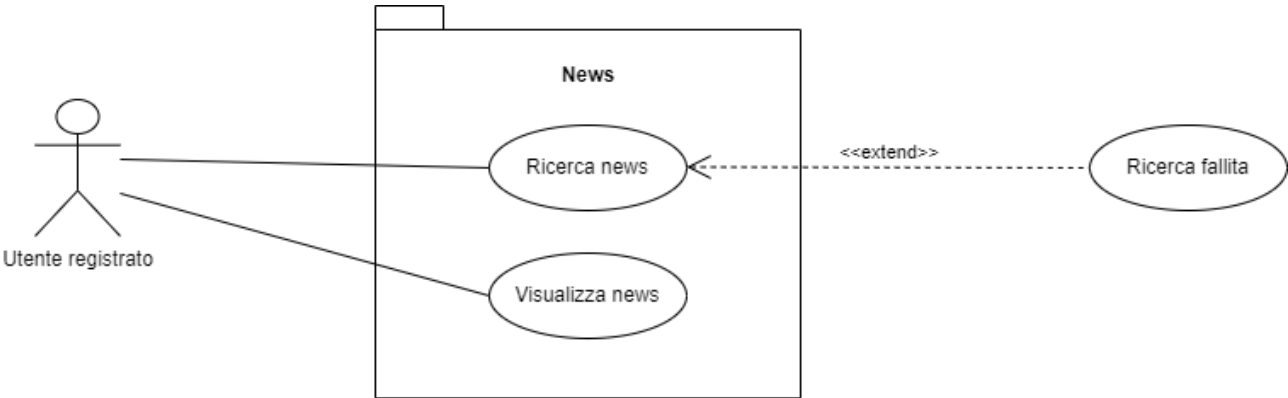 News
Ricerca news
<<extend>>
Ricerca fallita
Utente registrato
Visualizza news